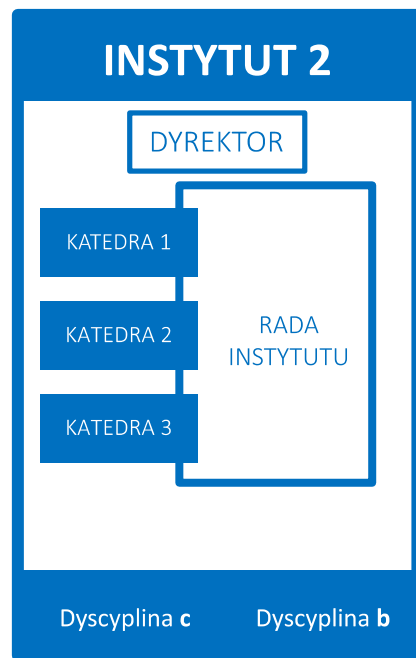 INSTYTUT 2
DYREKTOR
KATEDRA 1
KATEDRA 2
KATEDRA 3
RADA
INSTYTUTU
Dyscyplina c
Dyscyplina b